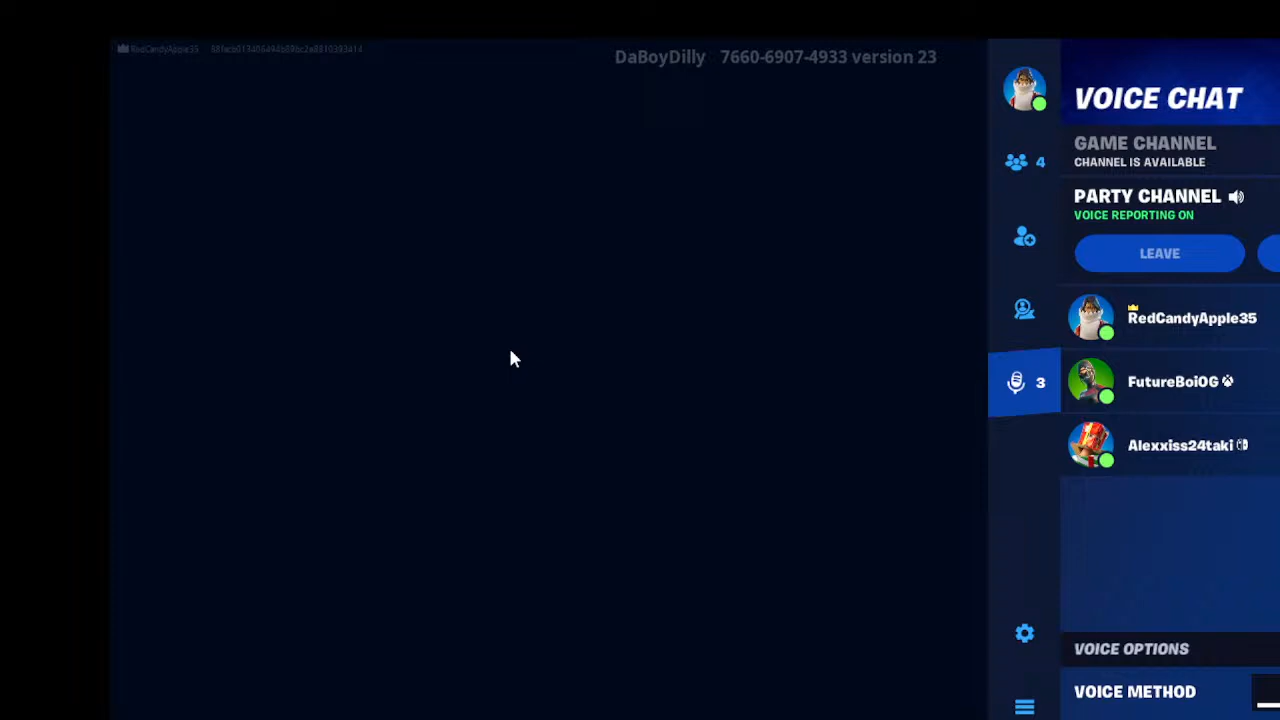 RedCandyApple35
DaBoyDilly 7660-6907-4933 version 23
VOICE CHAT
GAME CHANNEL
CHANNEL IS AVAILABLE
PARTY CHANNEL
VOICE REPORTING ON
LEAVE
RedCandyApple35
FutureBoiOG
Alexxiss24taki
4
3
VOICE OPTIONS
VOICE METHOD